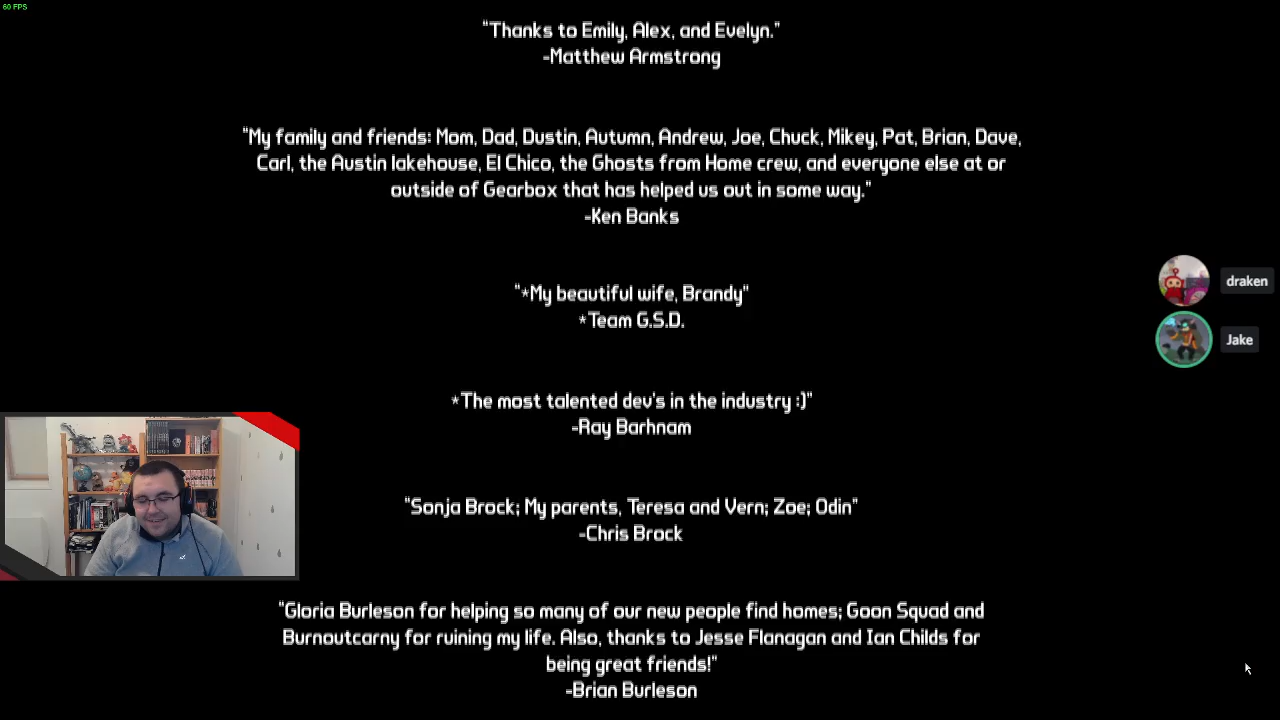 60 FPS
"Thanks to Emily, Alex, and Evelyn."
-Matthew Armstrong
"My family and friends: Mom, Dad, Dustin, Autumn, Andrew, Joe, Chuck, Mikey, Pat, Brian, Dave,
Carl, the Austin lakehouse, El Chico, the Ghosts from Home crew, and everyone else at or
outside of Gearbox that has helped us out in some way."
-Ken Banks
draken
"*My beautiful wife, Brandy"
*Team G.S.D.
Jake
*The most talented dev's in the industry :)"
-Ray Barhnam
"Sonja Brock; My parents, Teresa and Vern; Zoe; Odin"
-Chris Brock
"Gloria Burleson for helping so many of our new people find homes; Goon Squad and
Burnoutcarny for ruining my life. Also, thanks to Jesse Flanagan and Ian Childs for
being great friends!"
-Brian Burleson